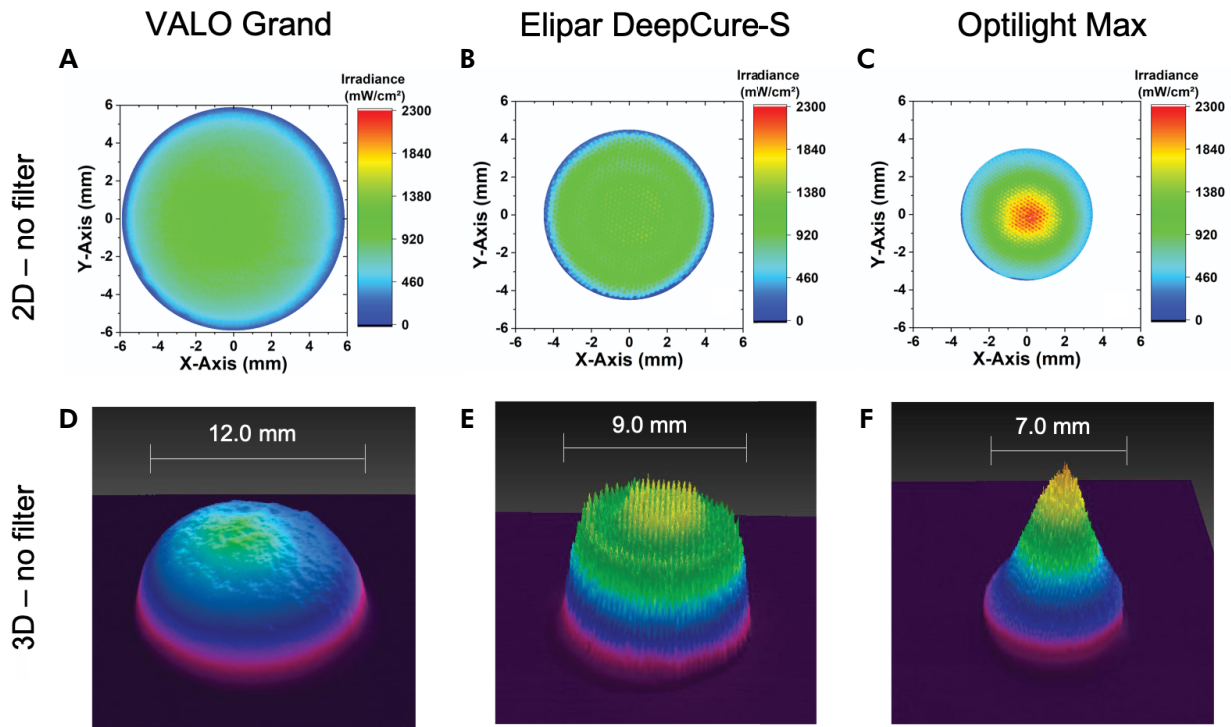 VALO Grand
Elipar DeepCure-S
Optilight Max
2D – no filter
A
Irradiance
(mW/cm²)
2300
1840
1380
920
460
0
Y-Axis (mm)
6
4
2
0
-2
-4
-6
-6 -4 -2 0 2 4 6
X-Axis (mm)
B
Irradiance
(mW/cm²)
2300
1840
1380
920
460
0
Y-Axis (mm)
6
4
2
0
-2
-4
-6
-6 -4 -2 0 2 4 6
X-Axis (mm)
C
Irradiance
(mW/cm²)
2300
1840
1380
920
460
0
Y-Axis (mm)
6
4
2
0
-2
-4
-6
-6 -4 -2 0 2 4 6
X-Axis (mm)
3D – no filter
D
12.0 mm
E
9.0 mm
F
7.0 mm